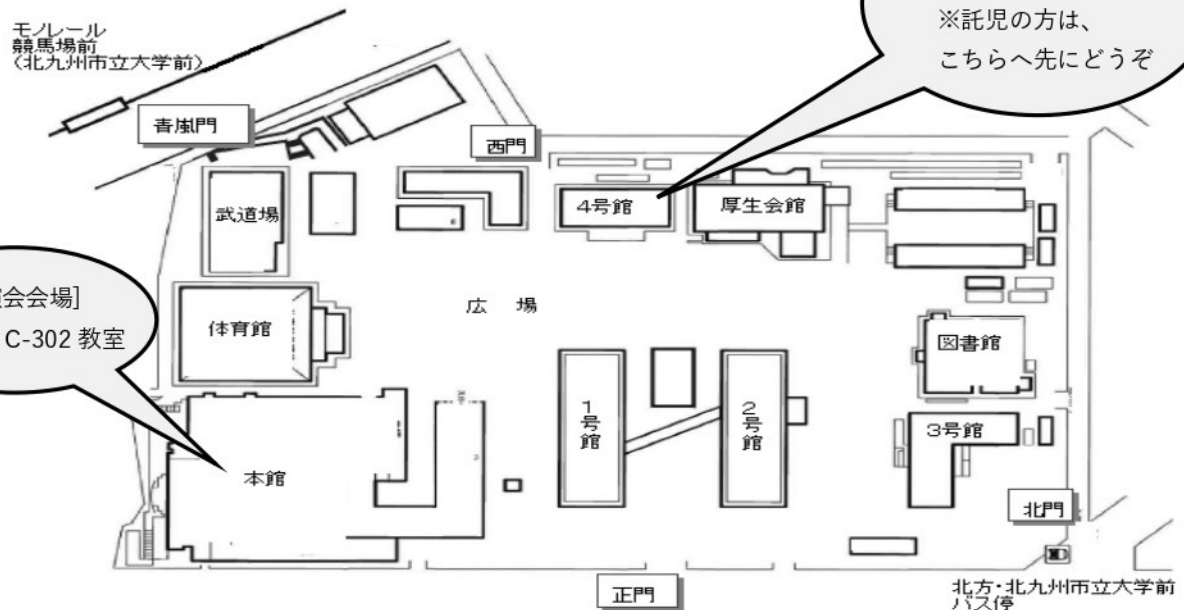 モノレール
競馬場前
(北九州市立大学前)
※託児の方は、
こちらへ先にどうぞ
青嵐門
西門
武道場
4号館
厚生会館
会会場]
C-302 教室
体育館
広 場
図書館
1号館
2号館
3号館
本館
北門
正門
北方・北九州市立大学前
バス停